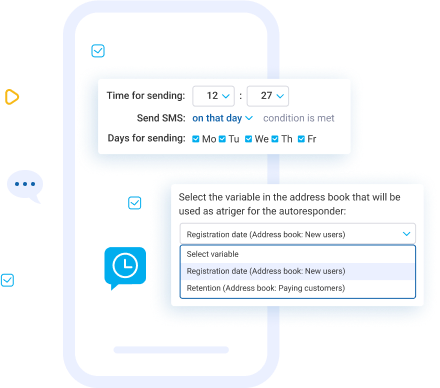 Time for sending: 12 : 27
Send SMS: on that day condition is met
Days for sending: Mo Tu We Th Fr
Select the variable in the address book that will be
used as atriger for the autoresponder:
Registration date (Address book: New users)
Select variable
Registration date (Address book: New users)
Retention (Address book: Paying customers)